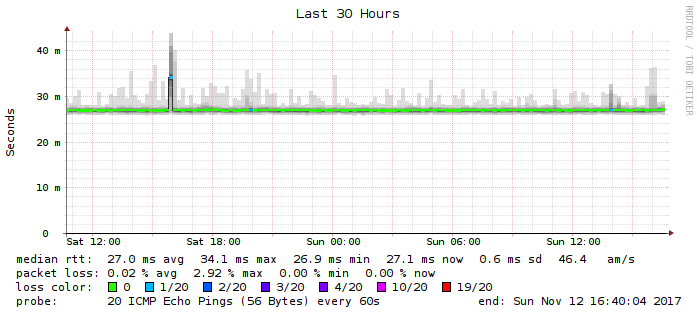 Last 30 Hours
RRDTOOL / TOBI OETIKER
Seconds
40 m
30 m
20 m
10 m
0
Sat 12:00 Sat 18:00 Sun 00:00 Sun 06:00 Sun 12:00
median rtt: 27.0 ms avg 34.1 ms max 26.9 ms min 27.1 ms now 0.6 ms sd 46.4 am/s
packet loss: 0.02 % avg 2.92 % max 0.00 % min 0.00 % now
loss color: 0 1/20 2/20 3/20 4/20 10/20 19/20
probe: 20 ICMP Echo Pings (56 Bytes) every 60s end: Sun Nov 12 16:40:04 2017